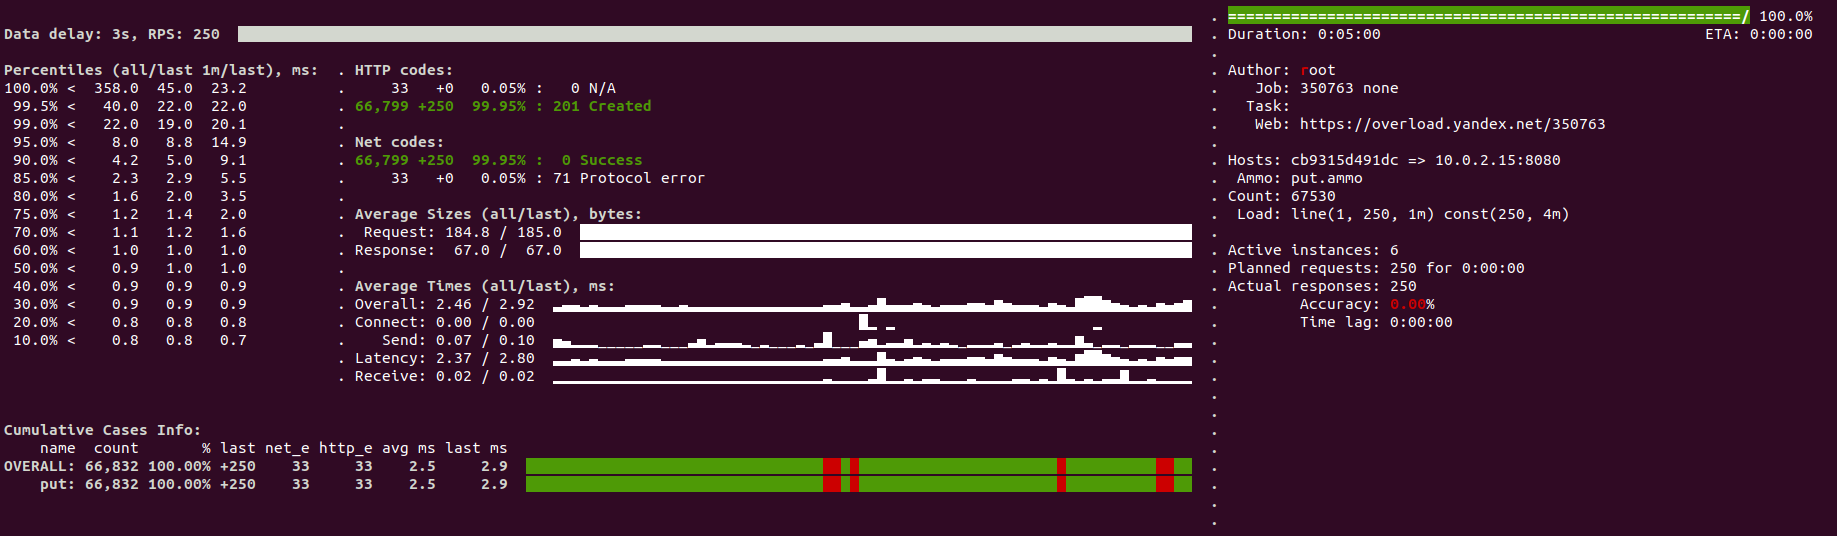 Data delay: 3s, RPS: 250
Percentiles (all/last 1m/last), ms:
100.0% < 358.0 45.0 23.2
99.5% < 40.0 22.0 22.0
99.0% < 22.0 19.0 20.1
95.0% < 8.0 8.8 14.9
90.0% < 4.2 5.0 9.1
85.0% < 2.3 2.9 5.5
80.0% < 1.6 2.0 3.5
75.0% < 1.2 1.4 2.0
70.0% < 1.1 1.2 1.6
60.0% < 1.0 1.0 1.0
50.0% < 0.9 1.0 1.0
40.0% < 0.9 0.9 0.9
30.0% < 0.9 0.9 0.9
20.0% < 0.8 0.8 0.8
10.0% < 0.8 0.8 0.7
. HTTP codes:
. 33 +0 0.05% : 0 N/A
. 66,799 +250 99.95% : 201 Created
.
. Net codes:
. 66,799 +250 99.95% : 0 Success
. 33 +0 0.05% : 71 Protocol error
.
. Average Sizes (all/last), bytes:
. Request: 184.8 / 185.0
. Response: 67.0 / 67.0
.
. Average Times (all/last), ms:
. Overall: 2.46 / 2.92
. Connect: 0.00 / 0.00
. Send: 0.07 / 0.10
. Latency: 2.37 / 2.80
. Receive: 0.02 / 0.02
Cumulative Cases Info:
name count % last net_e http_e avg ms last ms
OVERALL: 66,832 100.00% +250 33 33 2.5 2.9
put: 66,832 100.00% +250 33 33 2.5 2.9
. =========================================================/ 100.0%
. Duration: 0:05:00 ETA: 0:00:00
.
. Author: root
. Job: 350763 none
. Task:
. Web: https://overload.yandex.net/350763
.
. Hosts: cb9315d491dc => 10.0.2.15:8080
. Ammo: put.ammo
. Count: 67530
. Load: line(1, 250, 1m) const(250, 4m)
.
. Active instances: 6
. Planned requests: 250 for 0:00:00
. Actual responses: 250
. Accuracy: 0.00%
. Time lag: 0:00:00
.
.
.
.
.
.
.
.
.
.
.